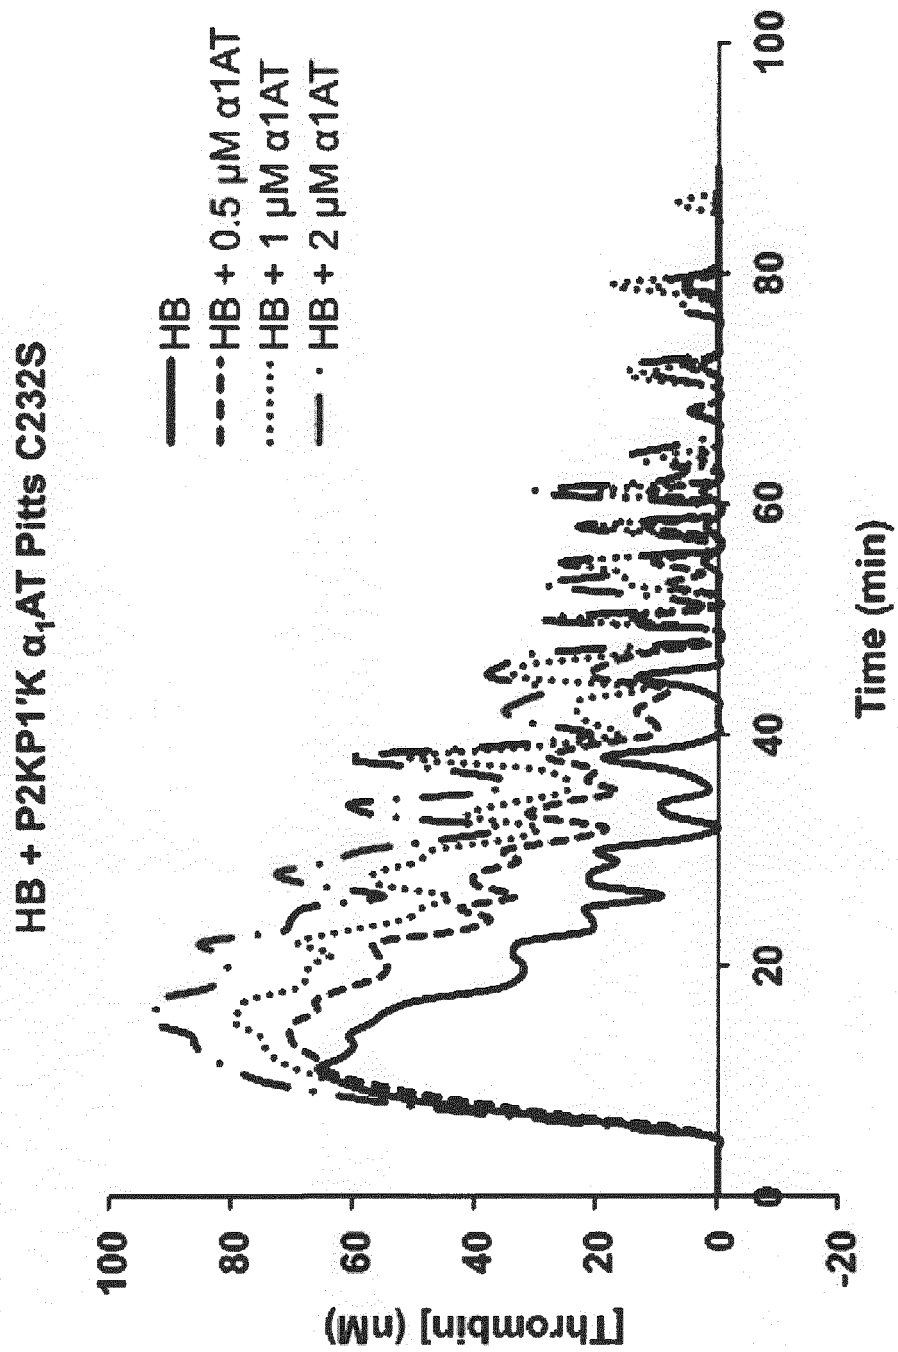 HB + P2KP1'K α₁AT Pitts C232S
HB
HB + 0.5 µM α1AT
HB + 1 µM α1AT
HB + 2 µM α1AT
[Thrombin] (nM)
100
80
60
40
20
0
-20
0
20
40
60
80
100
Time (min)